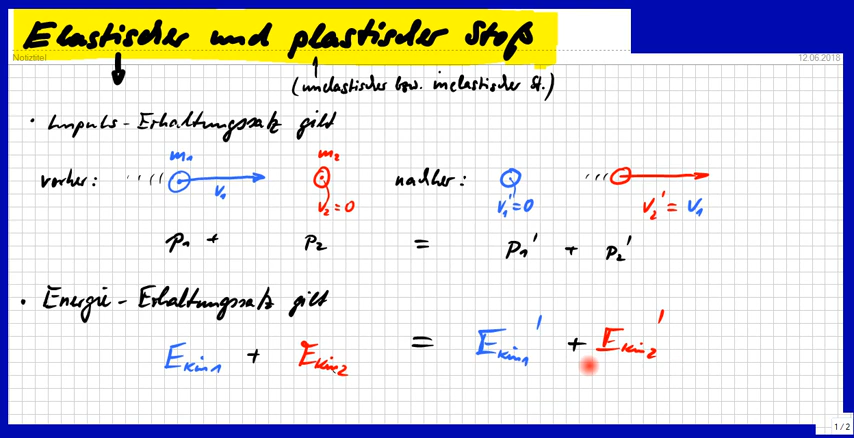 Elastischer und plastischer Stoß
Notiztitel
12.06.2018
(unelastischer bzw. inelastischer St.)
· Impuls-Erhaltungssatz gilt
m₁ m₂
vorher: v₁ v₂=0 nachher: v₁'=0 v₂'=v₁
p₁ + p₂ = p₁' + p₂'
· Energie-Erhaltungssatz gilt
Ekin1 + Ekin2 = Ekin1' + Ekin2'
1 / 2